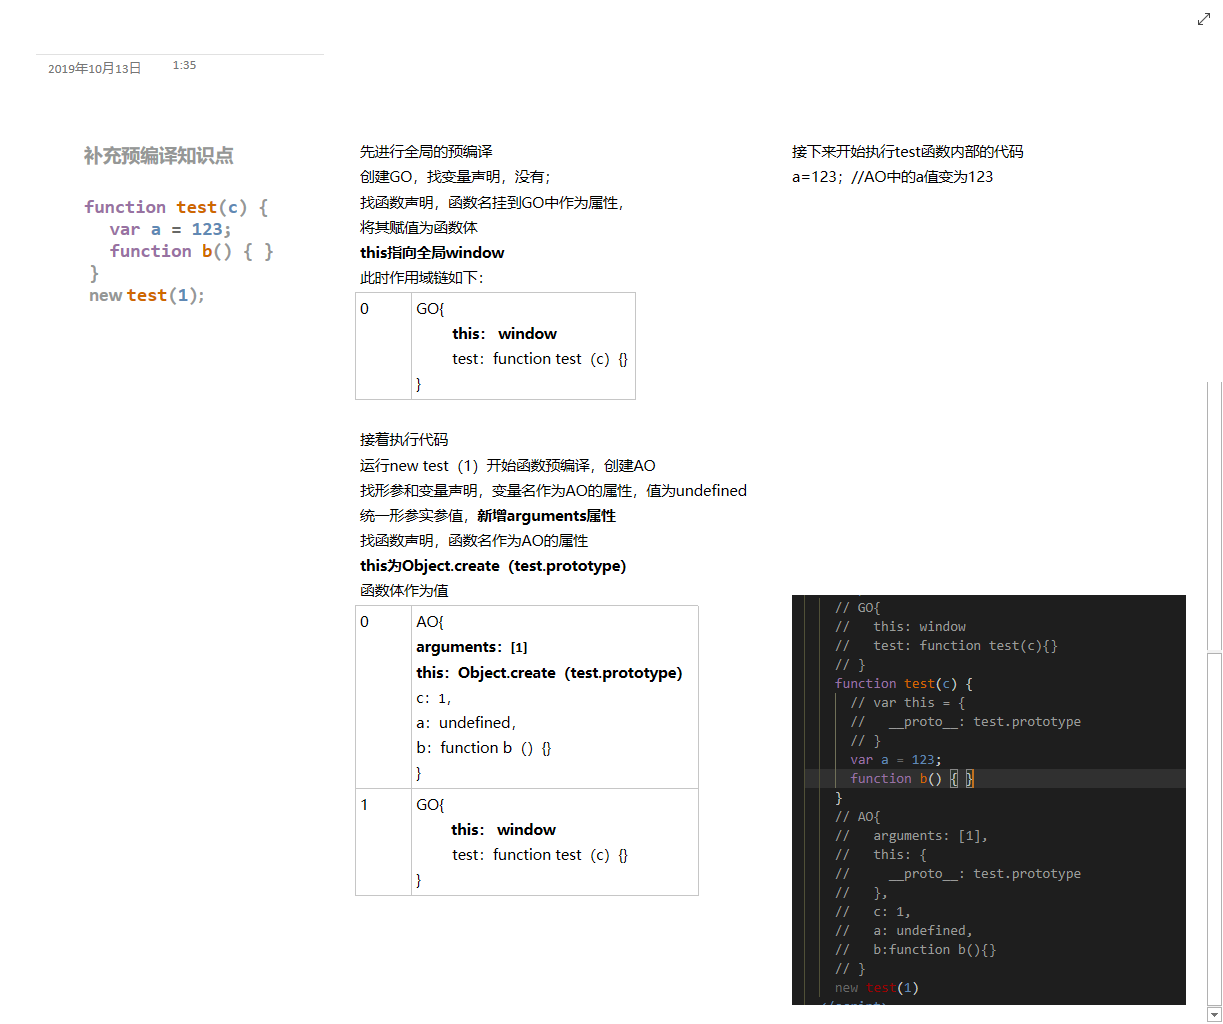 2019年10月13日
1:35
补充预编译知识点
function test(c) {
var a = 123;
function b() { }
}
new test(1);
先进行全局的预编译
创建GO，找变量声明，没有；
找函数声明，函数名挂到GO中作为属性，
将其赋值为函数体
this指向全局window
此时作用域链如下：
0
GO{
this： window
test：function test（c）{}
}
接着执行代码
运行new test（1）开始函数预编译，创建AO
找形参和变量声明，变量名作为AO的属性，值为undefined
统一形参实参值，新增arguments属性
找函数声明，函数名作为AO的属性
this为Object.create（test.prototype）
函数体作为值
0
AO{
arguments：[1]
this：Object.create（test.prototype）
c：1，
a：undefined，
b：function b（）{}
}
1
GO{
this： window
test：function test（c）{}
}
接下来开始执行test函数内部的代码
a=123；//AO中的a值变为123
// GO{
// this: window
// test: function test(c){}
// }
function test(c) {
// var this = {
// __proto__: test.prototype
// }
var a = 123;
function b() { }
}
// AO{
// arguments: [1],
// this: {
// __proto__: test.prototype
// },
// c: 1,
// a: undefined,
// b:function b(){}
// }
new test(1)